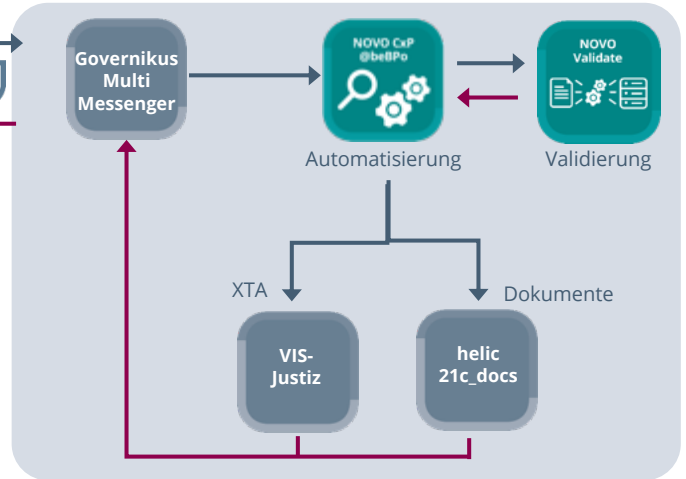 Governikus
Multi
Messenger
NOVO CxP
@beBPo
NOVO
Validate
Automatisierung
Validierung
XTA
Dokumente
VIS-
Justiz
helic
21c_docs